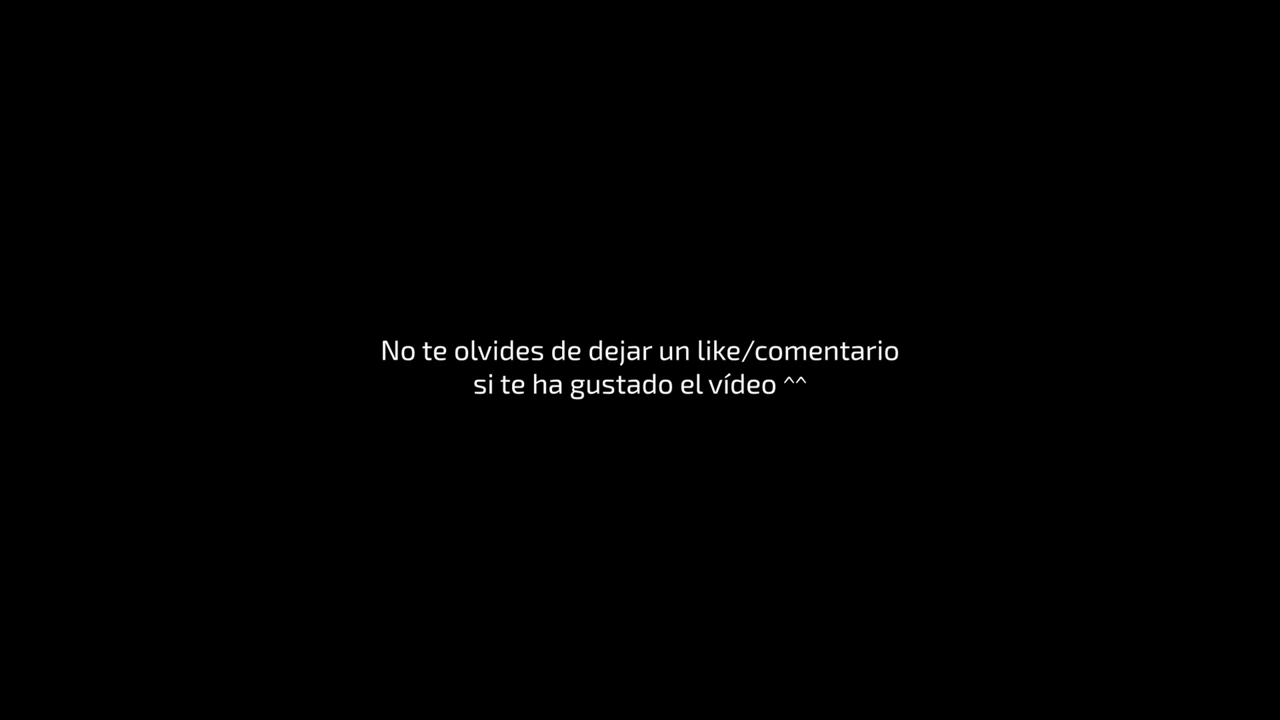 No te olvides de dejar un like/comentario
si te ha gustado el vídeo ^^